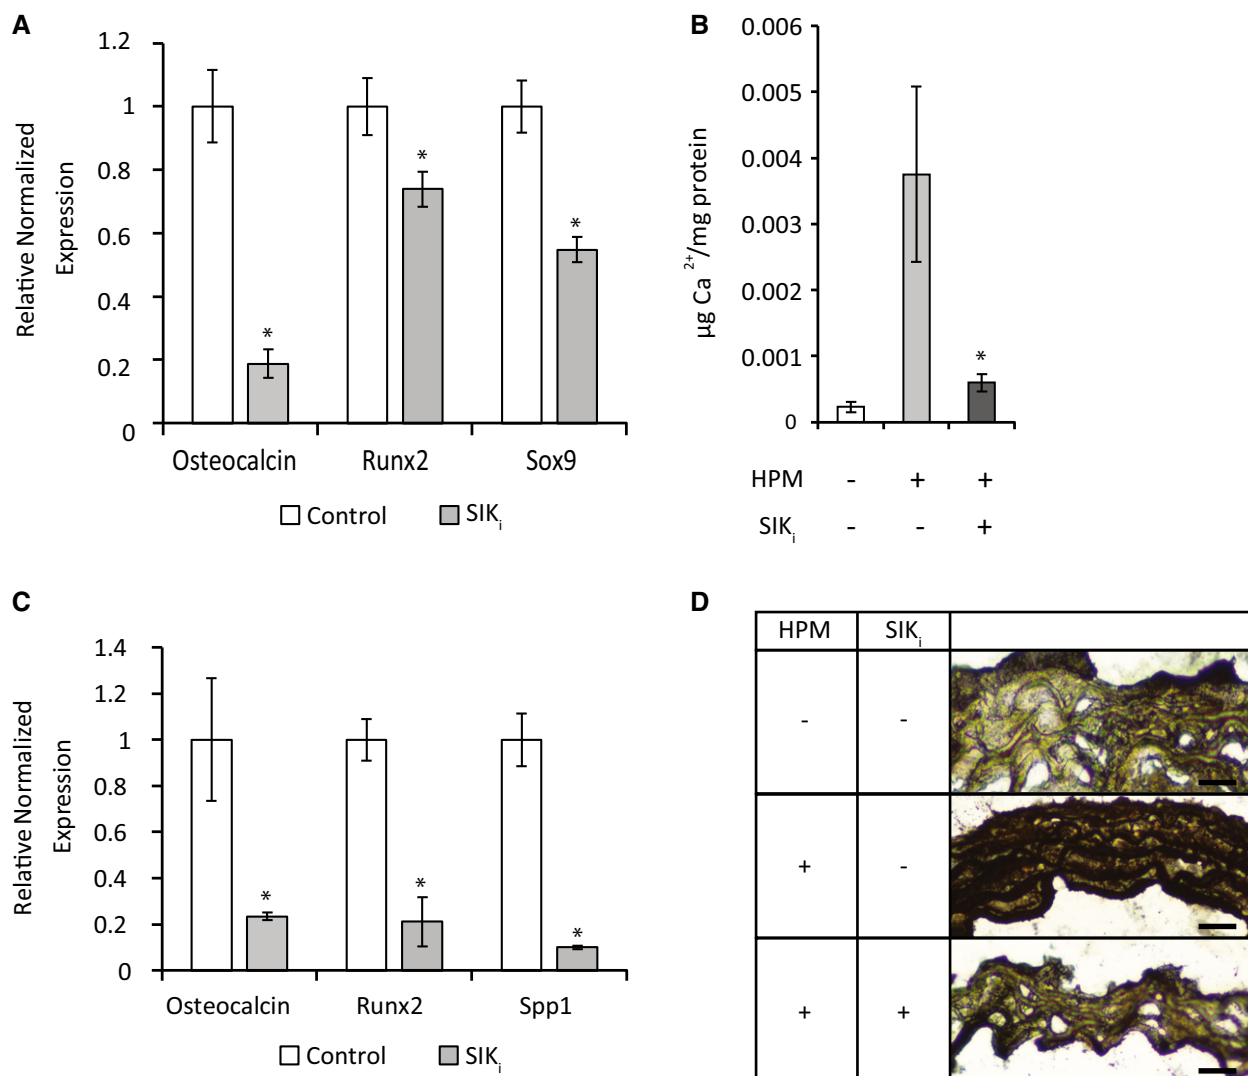 A
Relative Normalized
Expression
1.2
1
0.8
0.6
0.4
0.2
0
*
*
*
Osteocalcin Runx2 Sox9
Control SIKi
B
µg Ca 2+/mg protein
0.006
0.005
0.004
0.003
0.002
0.001
0
*
HPM - + +
SIKi - - +
C
Relative Normalized
Expression
1.4
1.2
1
0.8
0.6
0.4
0.2
0
*
*
*
Osteocalcin Runx2 Spp1
Control SIKi
D
HPM SIKi
- -
+ -
+ +